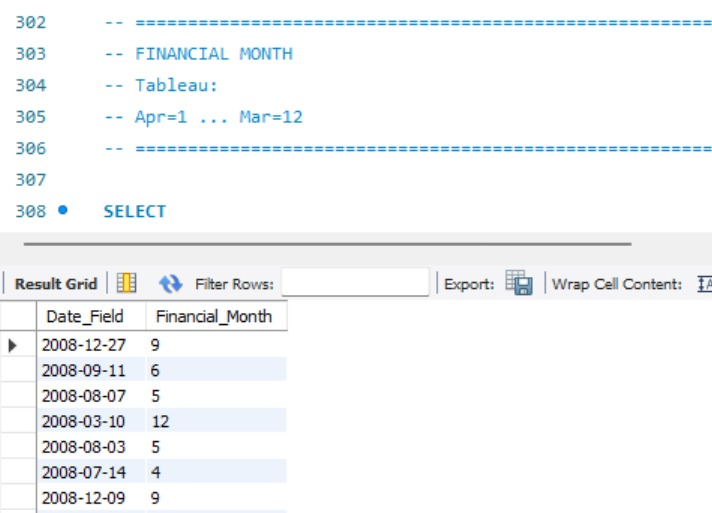 302 -- =======================================================
303 -- FINANCIAL MONTH
304 -- Tableau:
305 -- Apr=1 ... Mar=12
306 -- =======================================================
307
308 SELECT
Result Grid Filter Rows: Export: Wrap Cell Content:
Date_Field Financial_Month
2008-12-27 9
2008-09-11 6
2008-08-07 5
2008-03-10 12
2008-08-03 5
2008-07-14 4
2008-12-09 9